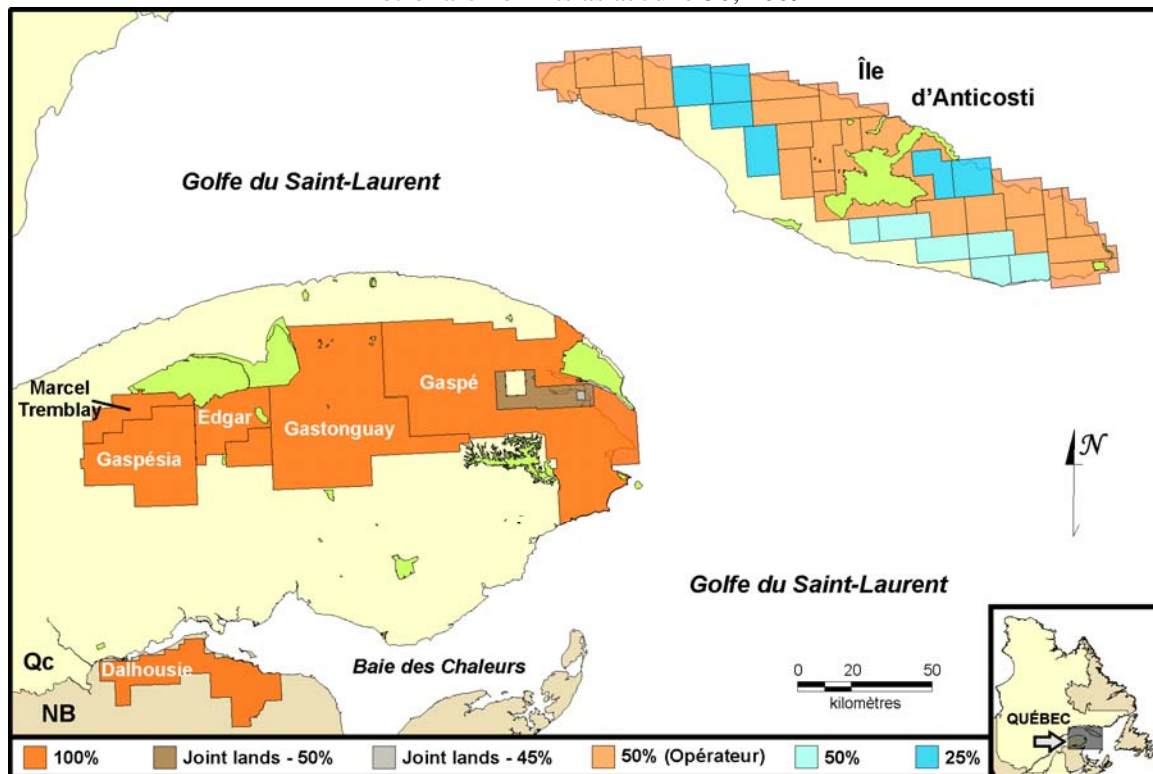 Île
d'Anticosti
Golfe du Saint-Laurent
Marcel
Tremblay
Edgar
Gaspé
Gastonguay
Gaspésia
N
Golfe du Saint-Laurent
Qc
Dalhousie
Baie des Chaleurs
NB
0 20 50
kilomètres
QUÉBEC
100%
Joint lands - 50%
Joint lands - 45%
50% (Opérateur)
50%
25%